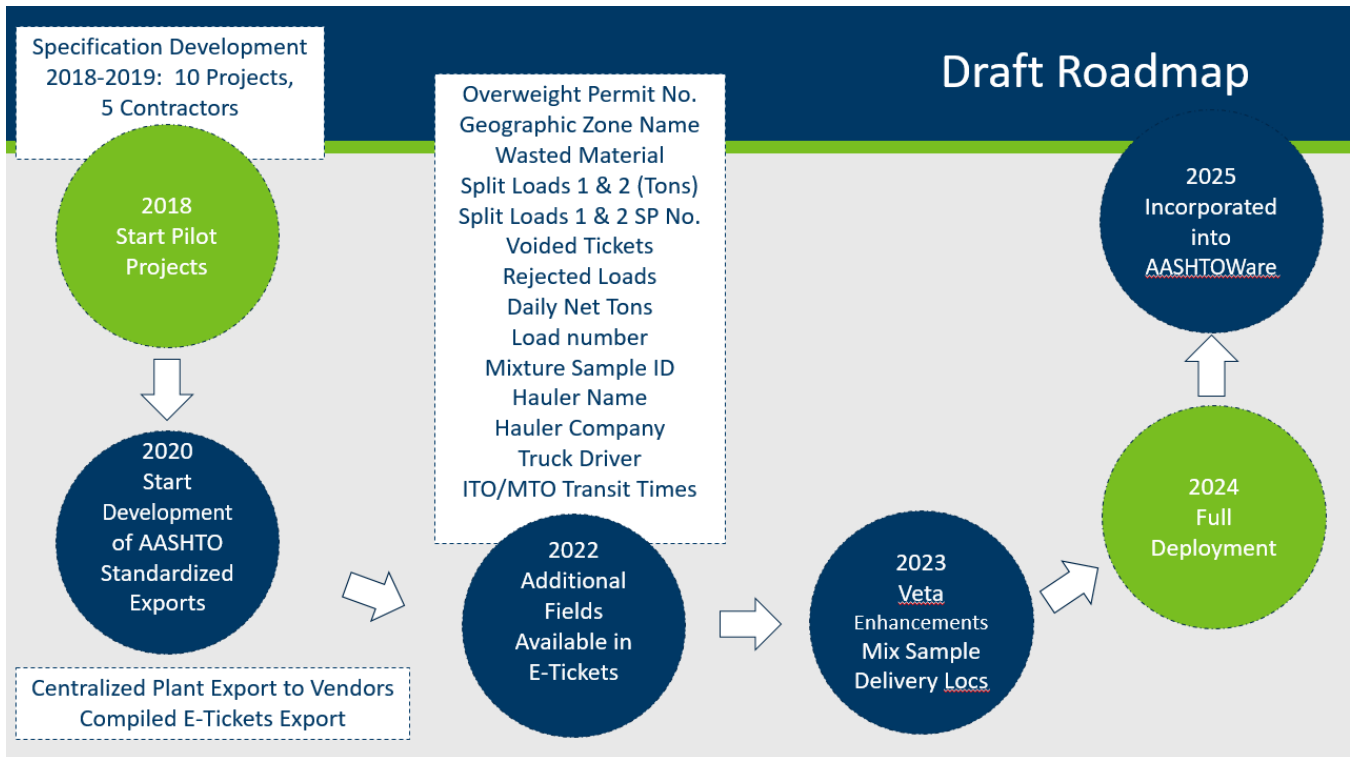 Draft Roadmap
Specification Development
2018-2019:  10 Projects,
5 Contractors
2018
Start Pilot
Projects
2020
Start
Development
of AASHTO
Standardized
Exports
Centralized Plant Export to Vendors
Compiled E-Tickets Export
Overweight Permit No.
Geographic Zone Name
Wasted Material
Split Loads 1 & 2 (Tons)
Split Loads 1 & 2 SP No.
Voided Tickets
Rejected Loads
Daily Net Tons
Load number
Mixture Sample ID
Hauler Name
Hauler Company
Truck Driver
ITO/MTO Transit Times
2022
Additional
Fields
Available in
E-Tickets
2023
Veta
Enhancements
Mix Sample
Delivery Locs
2024
Full
Deployment
2025
Incorporated
into
AASHTOWare